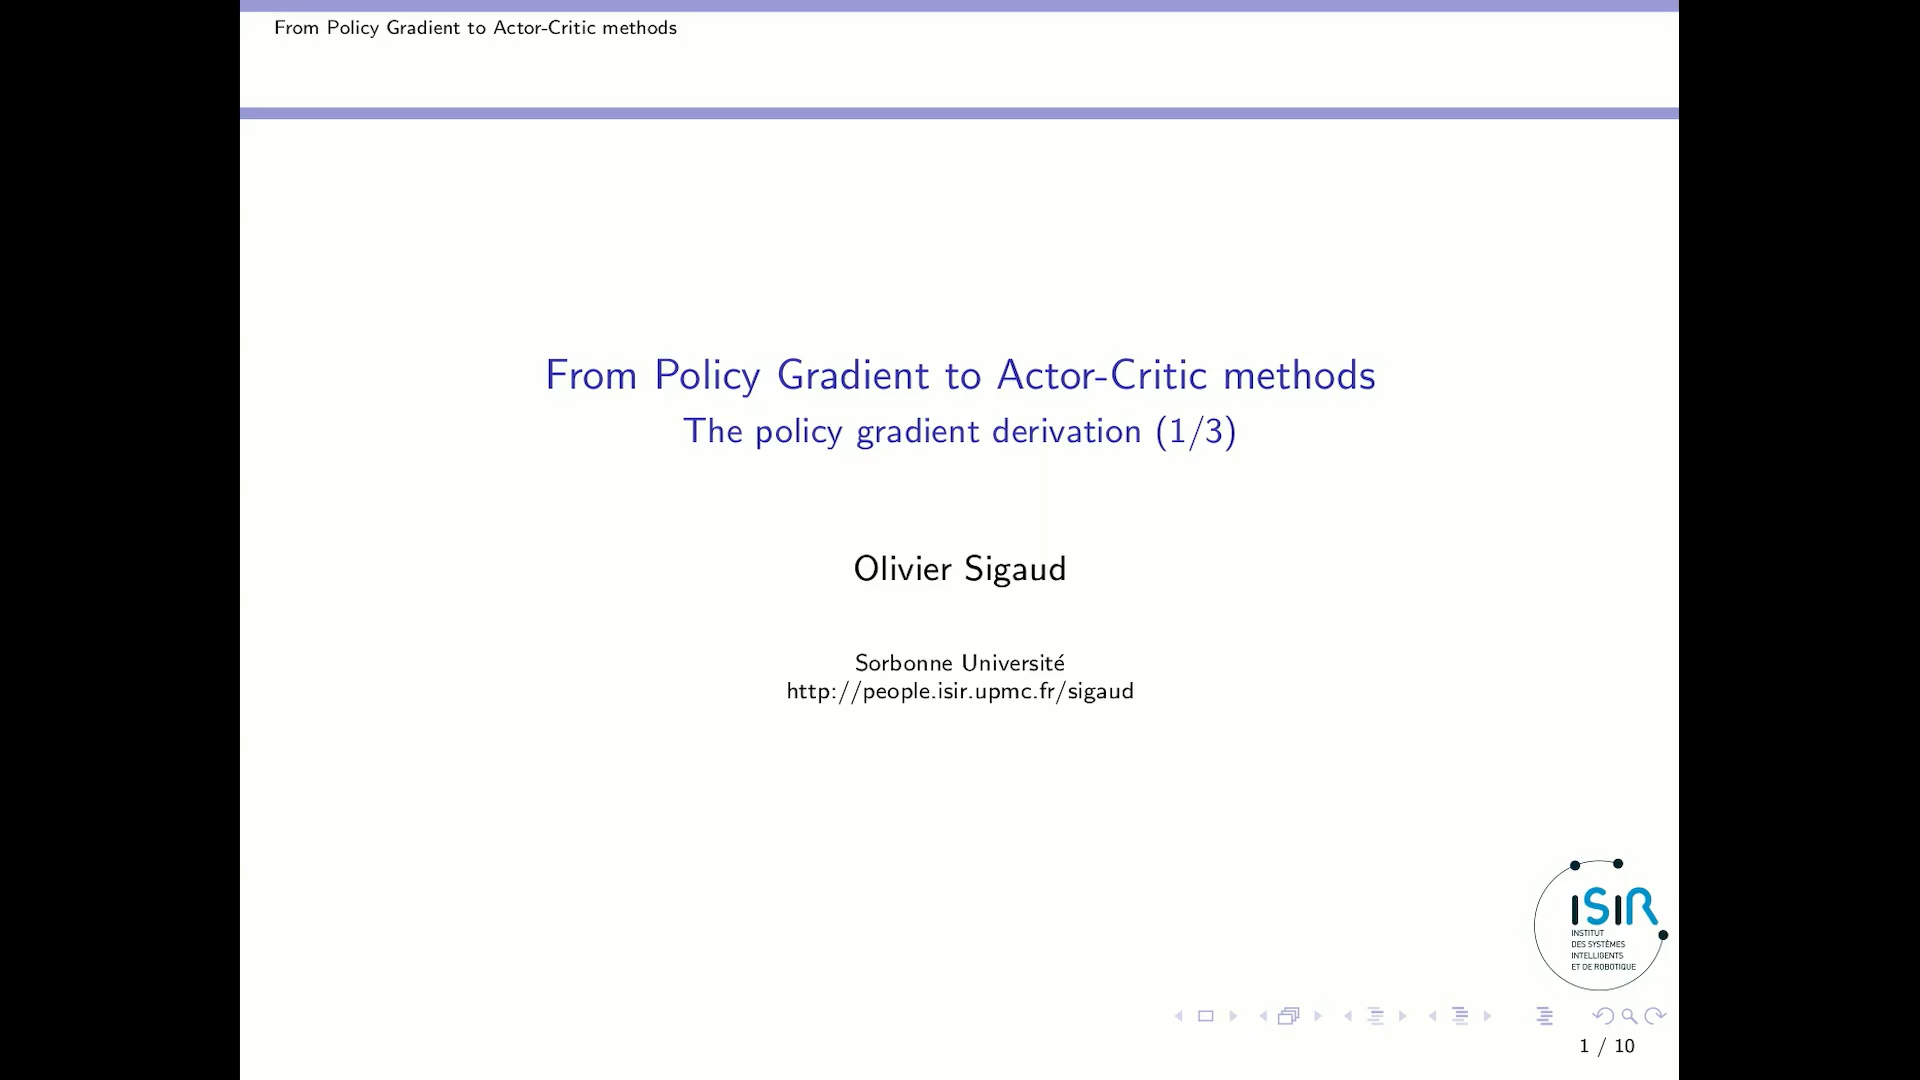 From Policy Gradient to Actor-Critic methods
From Policy Gradient to Actor-Critic methods
The policy gradient derivation (1/3)
Olivier Sigaud
Sorbonne Université
http://people.isir.upmc.fr/sigaud
ISIR
INSTITUT
DES SYSTÈMES
INTELLIGENTS
ET DE ROBOTIQUE
1 / 10